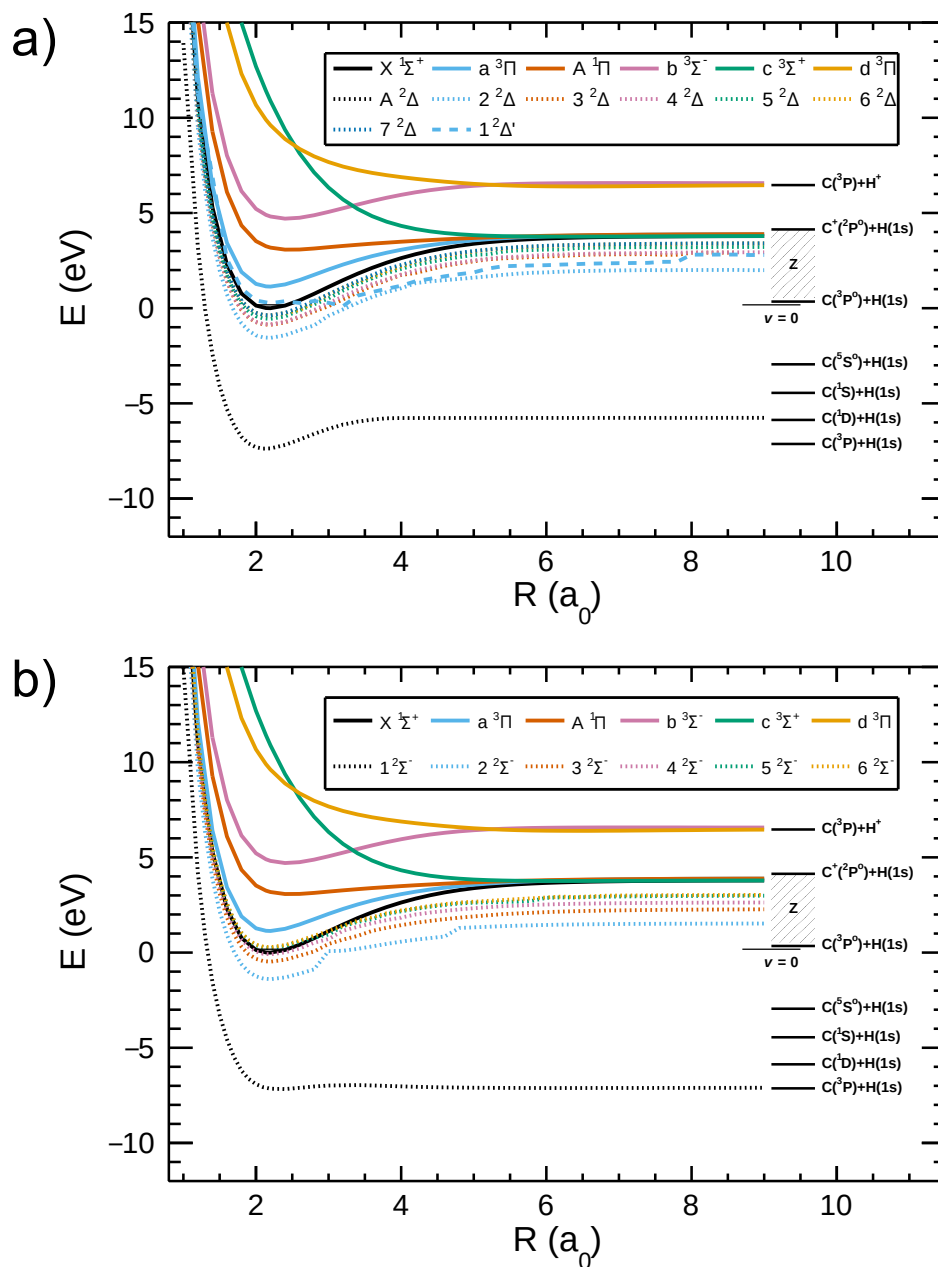 a)
15
10
5
0
−5
−10
E (eV)
X ¹Σ⁺ a ³Π A ¹Π b ³Σ⁻ c ³Σ⁺ d ³Π
A ²Δ 2 ²Δ 3 ²Δ 4 ²Δ 5 ²Δ 6 ²Δ
7 ²Δ 1 ²Δ'
C(³P)+H⁺
C⁺(²Pᵒ)+H(1s)
z
C(³Pᵒ)+H(1s)
v = 0
C(⁵Sᵒ)+H(1s)
C(¹S)+H(1s)
C(¹D)+H(1s)
C(³P)+H(1s)
2 4 6 8 10
R (a₀)
b)
15
10
5
0
−5
−10
E (eV)
X ¹Σ⁺ a ³Π A ¹Π b ³Σ⁻ c ³Σ⁺ d ³Π
1 ²Σ⁻ 2 ²Σ⁻ 3 ²Σ⁻ 4 ²Σ⁻ 5 ²Σ⁻ 6 ²Σ⁻
C(³P)+H⁺
C⁺(²Pᵒ)+H(1s)
z
C(³Pᵒ)+H(1s)
v = 0
C(⁵Sᵒ)+H(1s)
C(¹S)+H(1s)
C(¹D)+H(1s)
C(³P)+H(1s)
2 4 6 8 10
R (a₀)